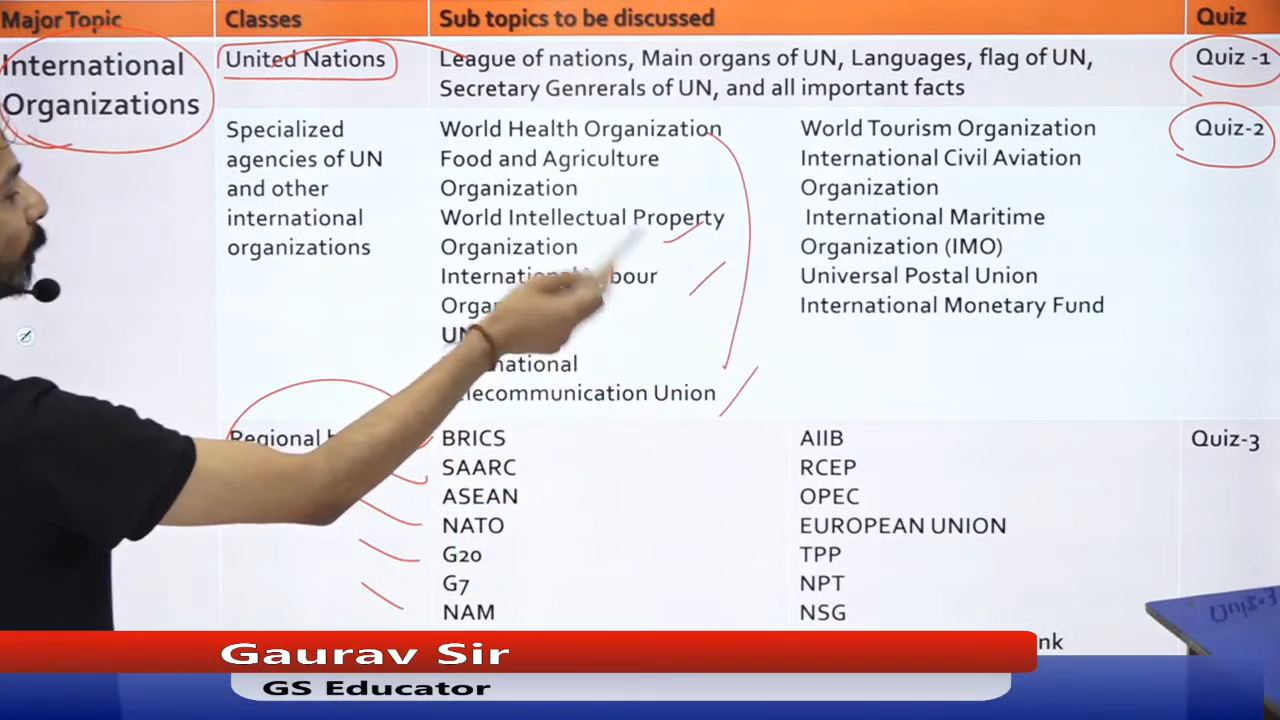 Major Topic
Classes
Sub topics to be discussed
Quiz
International
Organizations
United Nations
League of nations, Main organs of UN, Languages, flag of UN,
Secretary Genrerals of UN, and all important facts
Quiz -1
Specialized
agencies of UN
and other
international
organizations
World Health Organization
Food and Agriculture
Organization
World Intellectual Property
Organization
International
Telecommunication Union
World Tourism Organization
International Civil Aviation
Organization
International Maritime
Organization (IMO)
Universal Postal Union
International Monetary Fund
Quiz-2
Regional
BRICS
SAARC
ASEAN
NATO
G20
G7
NAM
AIIB
RCEP
OPEC
EUROPEAN UNION
TPP
NPT
NSG
Quiz-3
Gaurav Sir
GS Educator